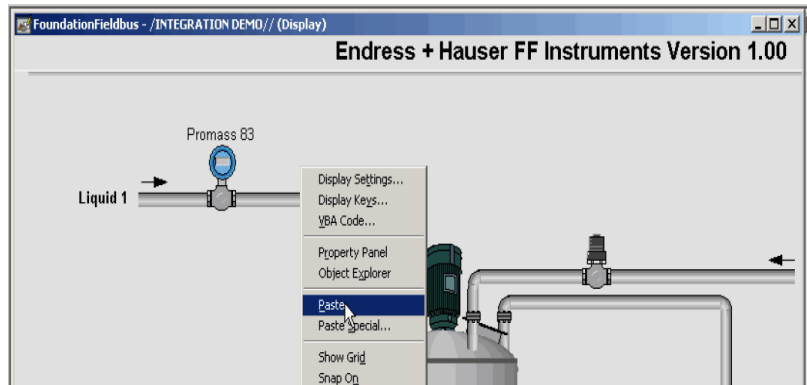 FoundationFieldbus - /INTEGRATION DEMO// (Display)
Endress + Hauser FF Instruments Version 1.00
Promass 83
Liquid 1
Display Settings...
Display Keys...
VBA Code...
Property Panel
Object Explorer
Paste
Paste Special...
Show Grid
Snap On